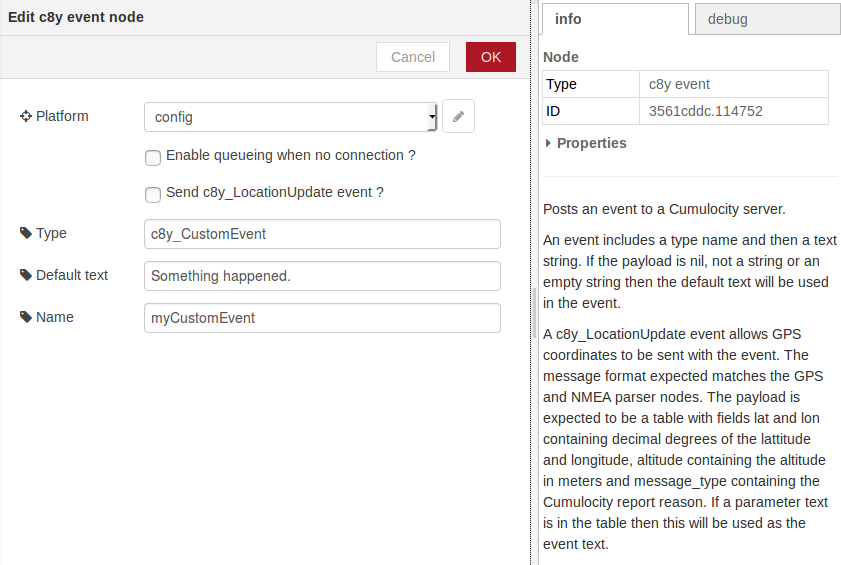 Edit c8y event node
Cancel
OK
Platform
config
Enable queueing when no connection ?
Send c8y_LocationUpdate event ?
Type
c8y_CustomEvent
Default text
Something happened.
Name
myCustomEvent
info
debug
Node
Type
c8y event
ID
3561cddc.114752
Properties
Posts an event to a Cumulocity server.
An event includes a type name and then a text
string. If the payload is nil, not a string or an
empty string then the default text will be used
in the event.
A c8y_LocationUpdate event allows GPS
coordinates to be sent with the event. The
message format expected matches the GPS
and NMEA parser nodes. The payload is
expected to be a table with fields lat and lon
containing decimal degrees of the lattitude
and longitude, altitude containing the altitude
in meters and message_type containing the
Cumulocity report reason. If a parameter text
is in the table then this will be used as the
event text.